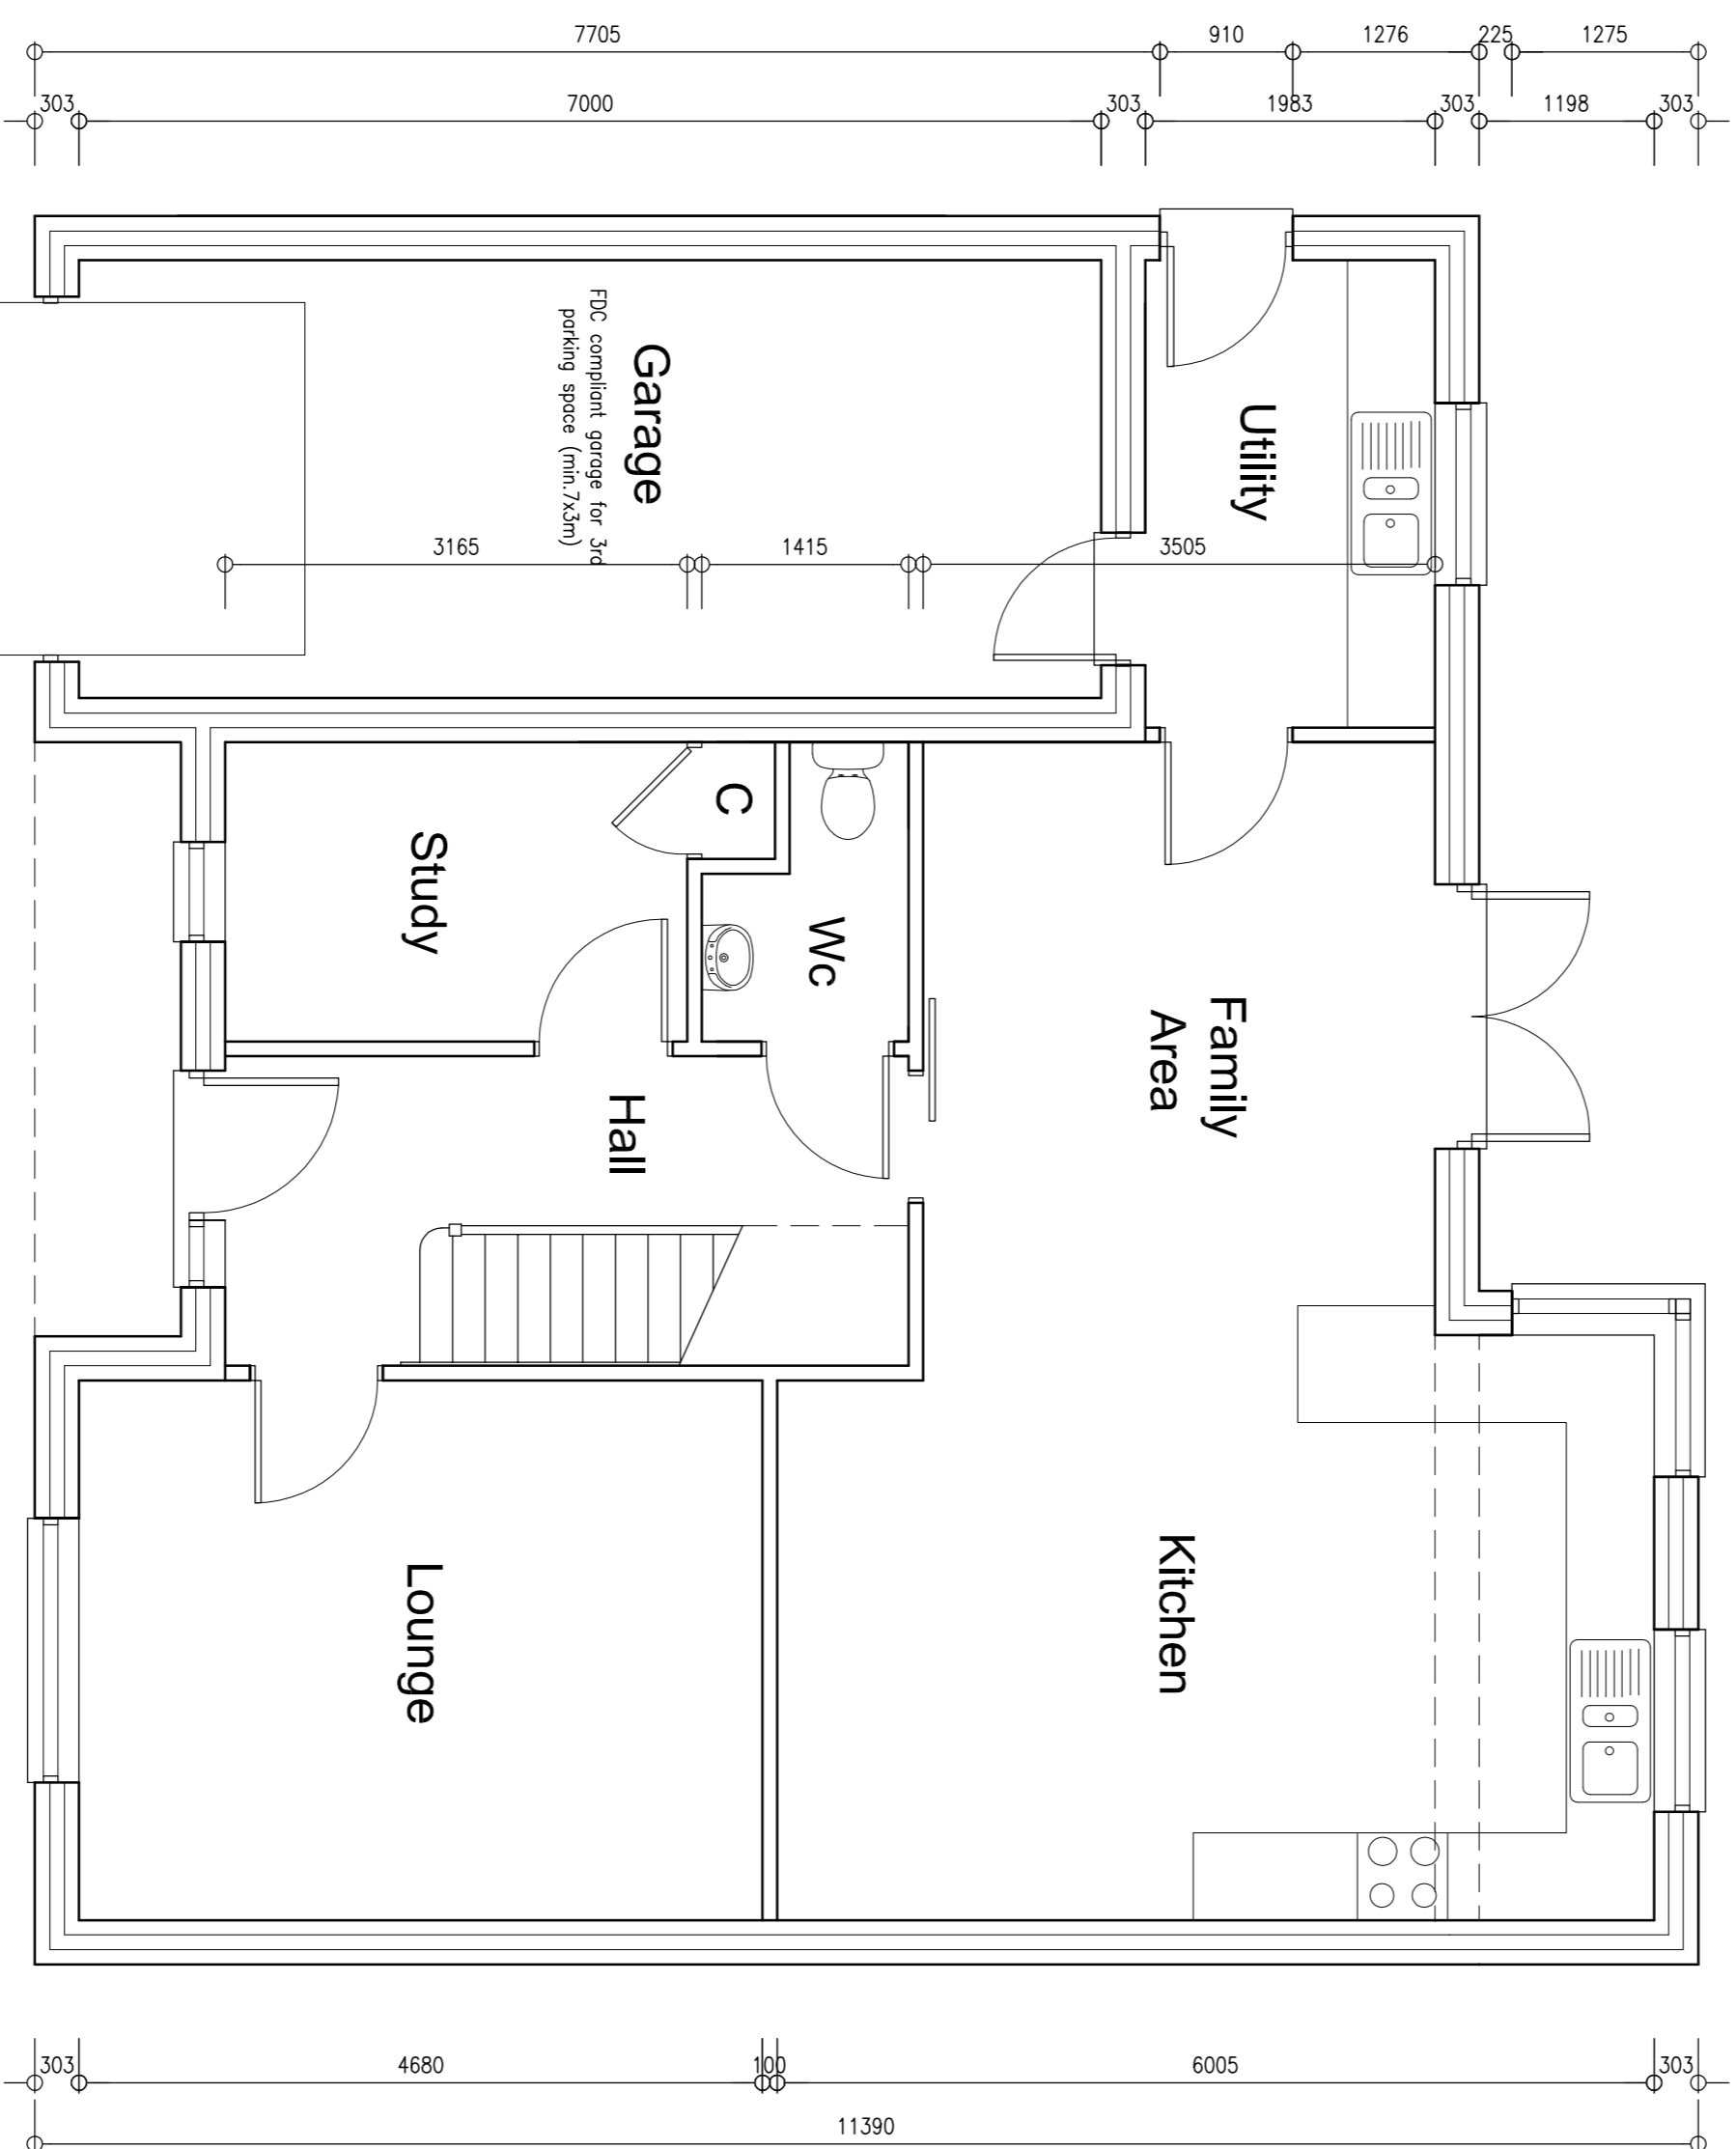 7705
910
1276
225
1275
303
7000
303
1983
303
1198
303
Garage
FDC compliant garage for 3rd
parking space (min.7x3m)
Utility
3165
1415
3505
C
Study
Wc
Family
Area
Hall
Kitchen
Lounge
303
4680
100
6005
303
11390